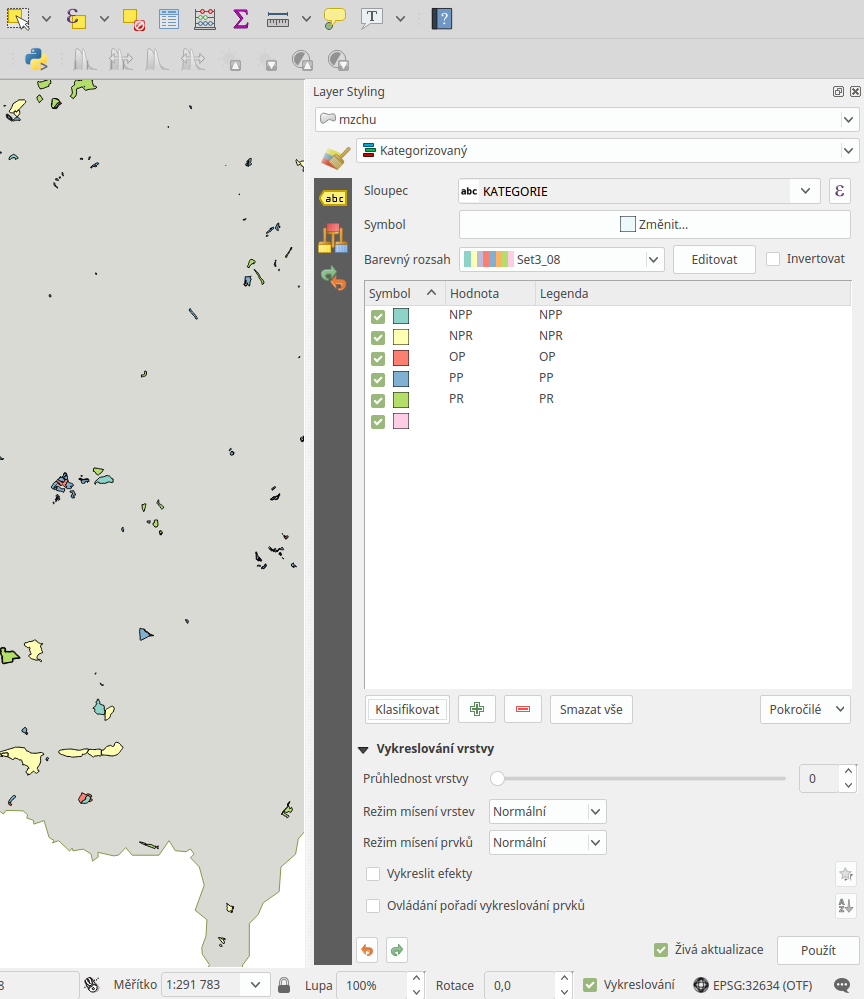 Layer Styling
mzchu
Kategorizovaný
abc
Sloupec abc KATEGORIE ε
Symbol Změnit...
Barevný rozsah Set3_08 Editovat Invertovat
Symbol Hodnota Legenda
NPP NPP
NPR NPR
OP OP
PP PP
PR PR
Klasifikovat Smazat vše Pokročilé
Vykreslování vrstvy
Průhlednost vrstvy 0
Režim mísení vrstev Normální
Režim mísení prvků Normální
Vykreslit efekty
Ovládání pořadí vykreslování prvků
Živá aktualizace Použít
8 Měřítko 1:291 783 Lupa 100% Rotace 0,0 Vykreslování EPSG:32634 (OTF)